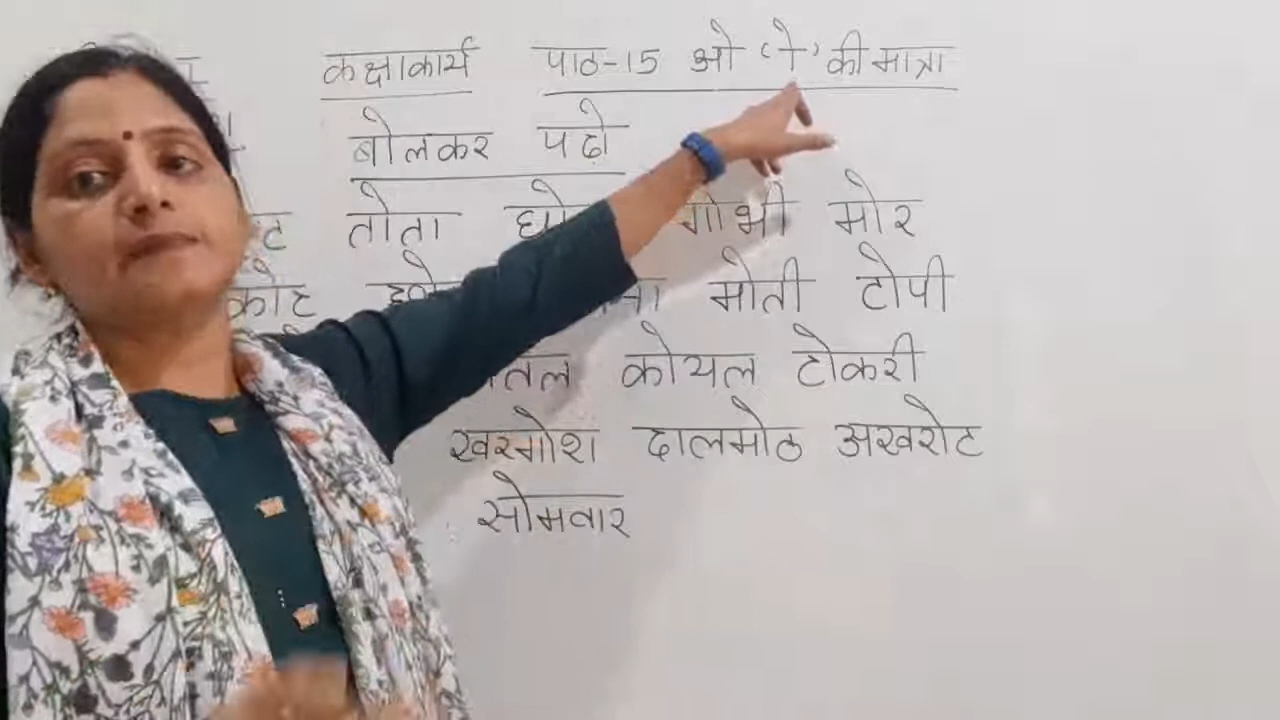 कक्षाकार्य पाठ-15 ओ ‘ो’ की मात्रा
बोलकर पढ़ो
तोता गोभी मोर
कोट मोती टोपी
कोयल टोकरी
खरगोश दालमोठ अखरोट
सोमवार